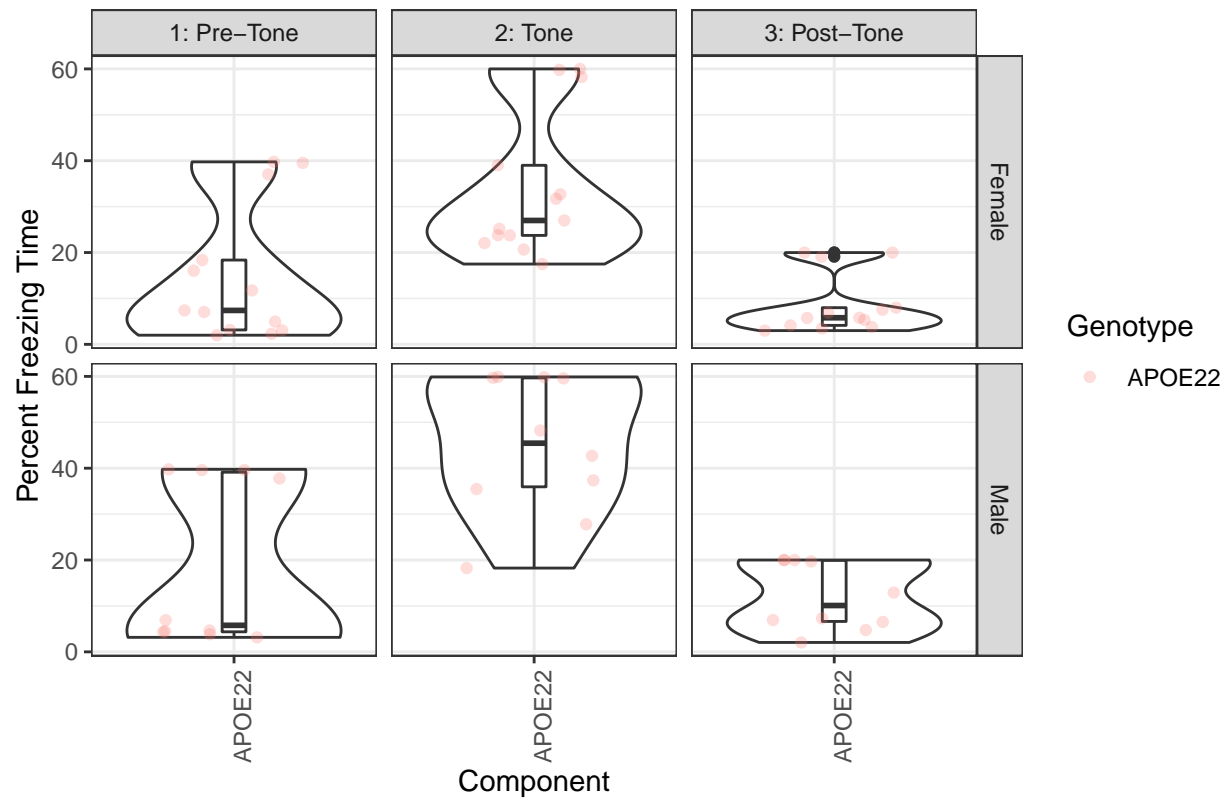 1: Pre−Tone
2: Tone
3: Post−Tone
60
40
20
0
Female
60
40
20
0
Male
Percent Freezing Time
APOE22
APOE22
APOE22
Component
Genotype
APOE22